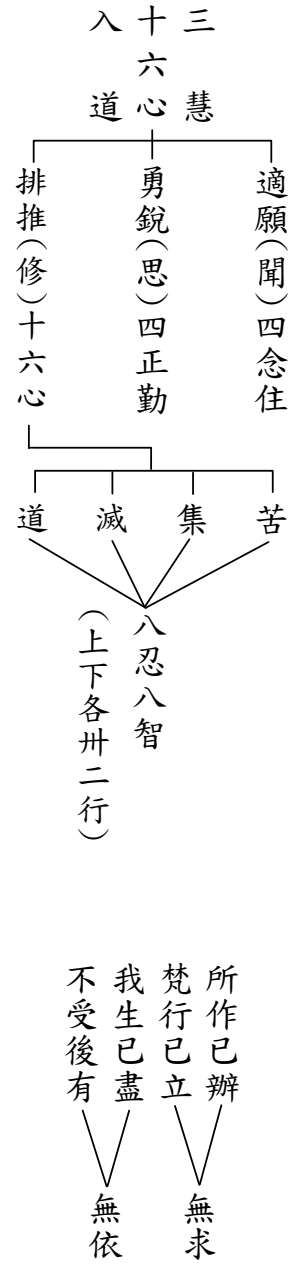 三慧
十六心
入道
適願（聞）四念住
勇銳（思）四正勤
排推（修）十六心
苦
集
滅
道
八忍八智
（上下各卅二行）
所作已辦
梵行已立
我生已盡
不受後有
無求
無依